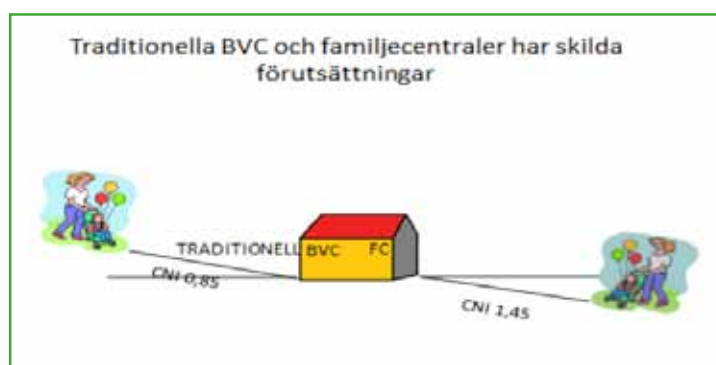 Traditionella BVC och familjecentraler har skilda
förutsättningar
TRADITIONELL BVC FC
CNI 0,85
CNI 1,45